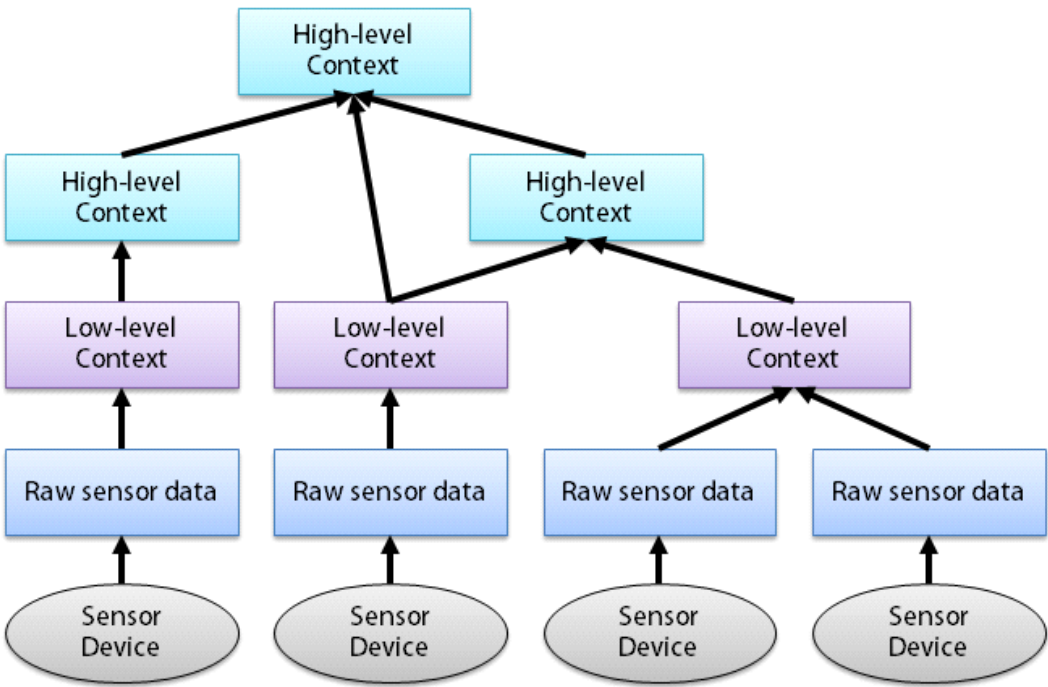 High-level
Context
High-level
Context
High-level
Context
Low-level
Context
Low-level
Context
Low-level
Context
Raw sensor data
Raw sensor data
Raw sensor data
Raw sensor data
Sensor
Device
Sensor
Device
Sensor
Device
Sensor
Device